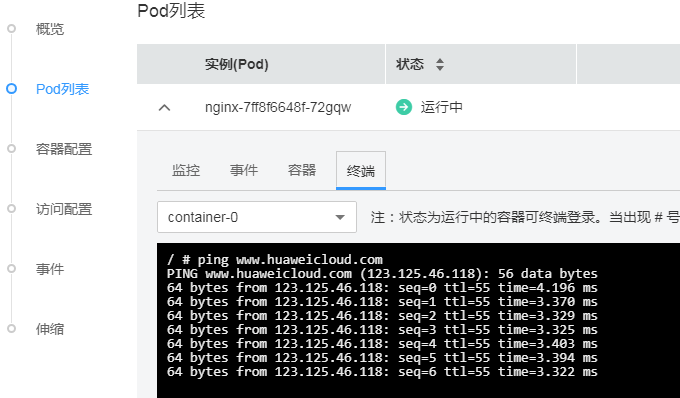 Pod列表
概览
Pod列表
容器配置
访问配置
事件
伸缩
实例(Pod) 状态
nginx-7ff8f6648f-72gqw 运行中
监控 事件 容器 终端
container-0 注：状态为运行中的容器可终端登录。当出现 # 号
/ # ping www.huaweicloud.com
PING www.huaweicloud.com (123.125.46.118): 56 data bytes
64 bytes from 123.125.46.118: seq=0 ttl=55 time=4.196 ms
64 bytes from 123.125.46.118: seq=1 ttl=55 time=3.370 ms
64 bytes from 123.125.46.118: seq=2 ttl=55 time=3.329 ms
64 bytes from 123.125.46.118: seq=3 ttl=55 time=3.325 ms
64 bytes from 123.125.46.118: seq=4 ttl=55 time=3.403 ms
64 bytes from 123.125.46.118: seq=5 ttl=55 time=3.394 ms
64 bytes from 123.125.46.118: seq=6 ttl=55 time=3.322 ms